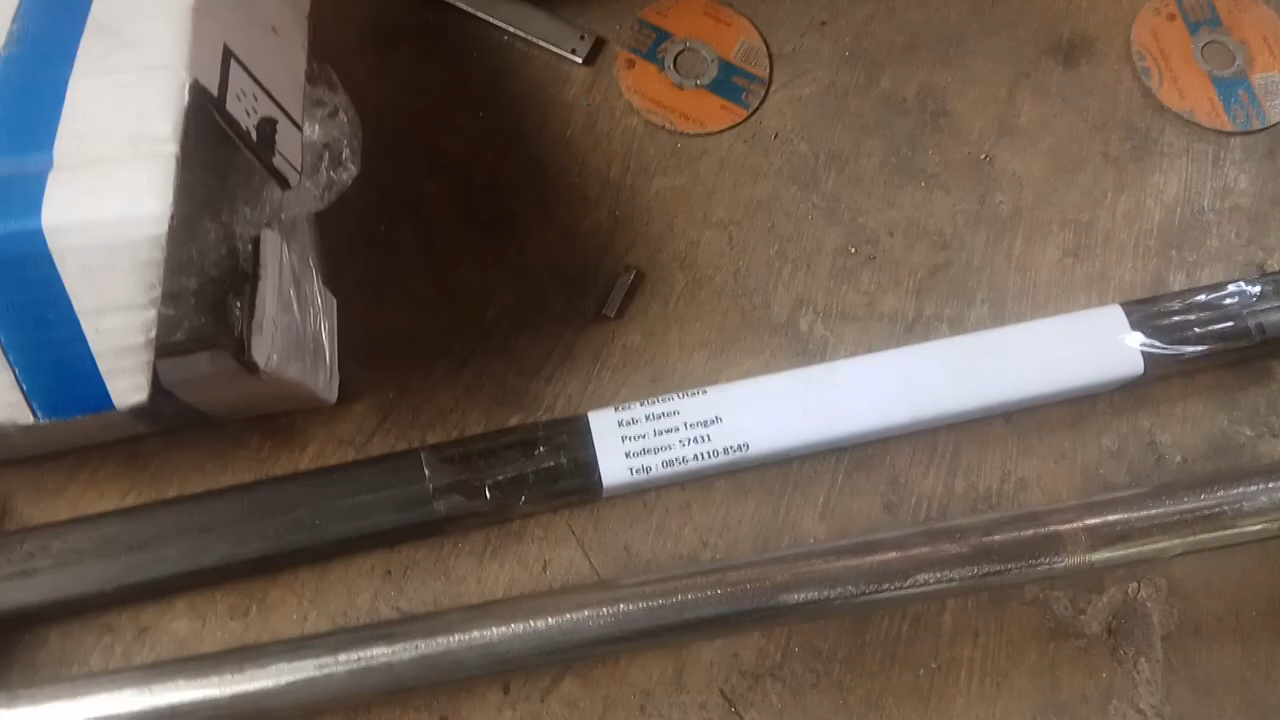 Kec: Klaten Utara
Kab: Klaten
Prov: Jawa Tengah
Kodepos: 57431
Telp : 0856-4110-8549